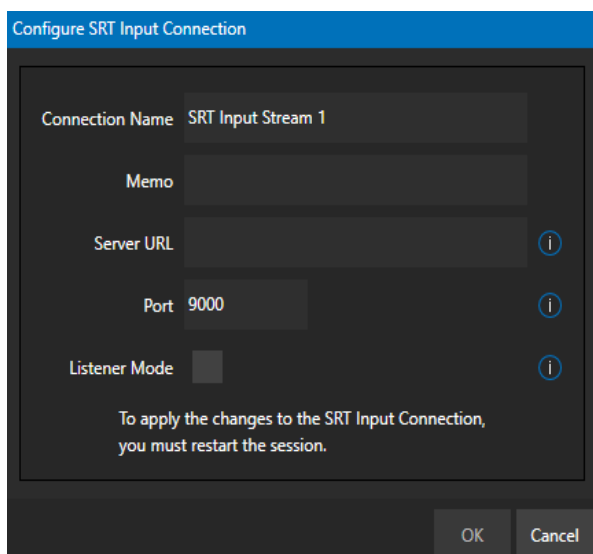 Configure SRT Input Connection
Connection Name SRT Input Stream 1
Memo
Server URL
i
Port 9000
i
Listener Mode
i
To apply the changes to the SRT Input Connection,
you must restart the session.
OK Cancel